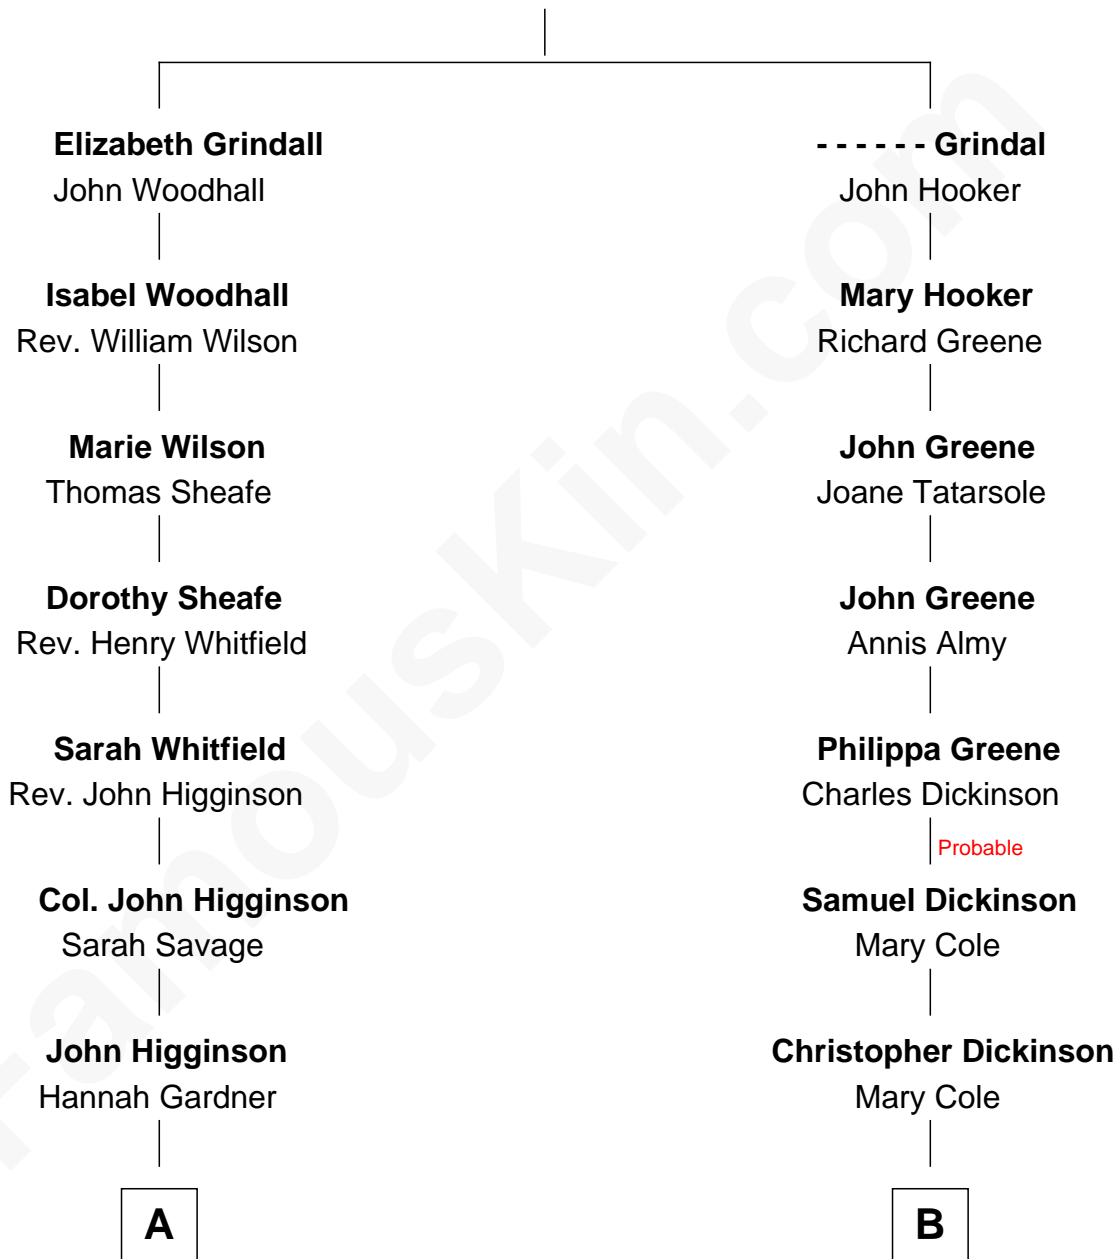 Elizabeth Grindall
John Woodhall
Isabel Woodhall
Rev. William Wilson
Marie Wilson
Thomas Sheafe
Dorothy Sheafe
Rev. Henry Whitfield
Sarah Whitfield
Rev. John Higginson
Col. John Higginson
Sarah Savage
John Higginson
Hannah Gardner
A
- - - - - - Grindal
John Hooker
Mary Hooker
Richard Greene
John Greene
Joane Tatarsole
John Greene
Annis Almy
Philippa Greene
Charles Dickinson
Probable
Samuel Dickinson
Mary Cole
Christopher Dickinson
Mary Cole
B
FamousKin.com